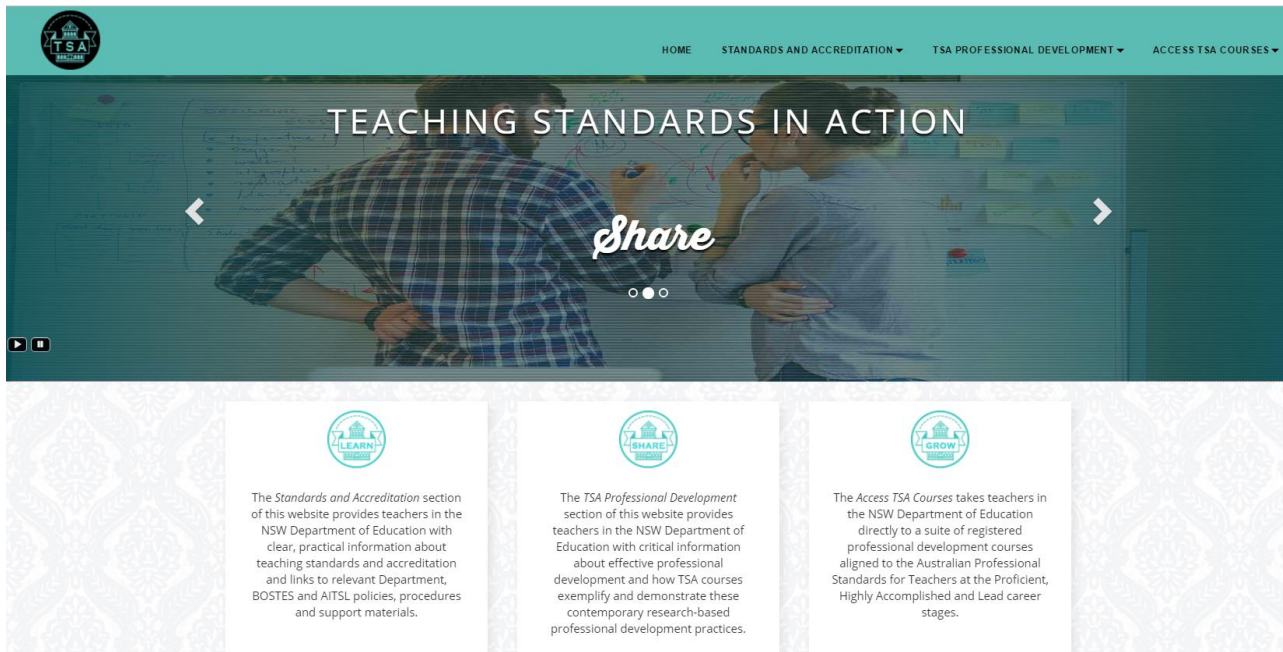 TSA
HOME STANDARDS AND ACCREDITATION TSA PROFESSIONAL DEVELOPMENT ACCESS TSA COURSES
TEACHING STANDARDS IN ACTION
Share
LEARN
The Standards and Accreditation section
of this website provides teachers in the
NSW Department of Education with
clear, practical information about
teaching standards and accreditation
and links to relevant Department,
BOSTES and AITSL policies, procedures
and support materials.
SHARE
The TSA Professional Development
section of this website provides
teachers in the NSW Department of
Education with critical information
about effective professional
development and how TSA courses
exemplify and demonstrate these
contemporary research-based
professional development practices.
GROW
The Access TSA Courses takes teachers in
the NSW Department of Education
directly to a suite of registered
professional development courses
aligned to the Australian Professional
Standards for Teachers at the Proficient,
Highly Accomplished and Lead career
stages.